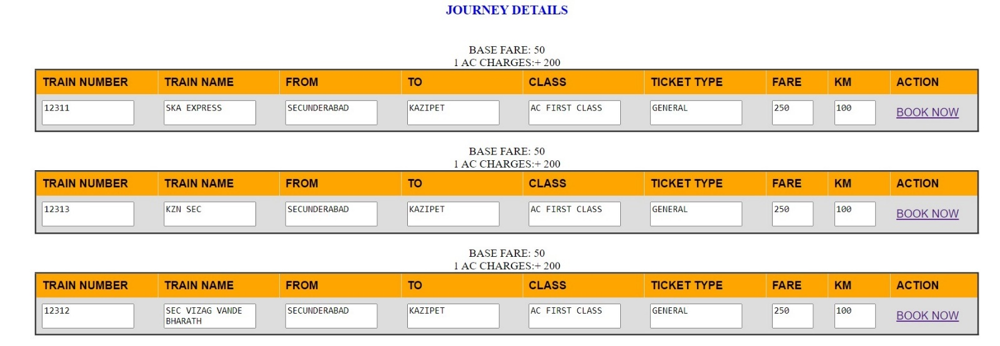 JOURNEY DETAILS
BASE FARE: 50
1 AC CHARGES:+ 200
TRAIN NUMBER TRAIN NAME FROM TO CLASS TICKET TYPE FARE KM ACTION
12311 SKA EXPRESS SECUNDERABAD KAZIPET AC FIRST CLASS GENERAL 250 100 BOOK NOW
BASE FARE: 50
1 AC CHARGES:+ 200
TRAIN NUMBER TRAIN NAME FROM TO CLASS TICKET TYPE FARE KM ACTION
12313 KZN SEC SECUNDERABAD KAZIPET AC FIRST CLASS GENERAL 250 100 BOOK NOW
BASE FARE: 50
1 AC CHARGES:+ 200
TRAIN NUMBER TRAIN NAME FROM TO CLASS TICKET TYPE FARE KM ACTION
12312 SEC VIZAG VANDE SECUNDERABAD KAZIPET AC FIRST CLASS GENERAL 250 100 BOOK NOW
BHARATH